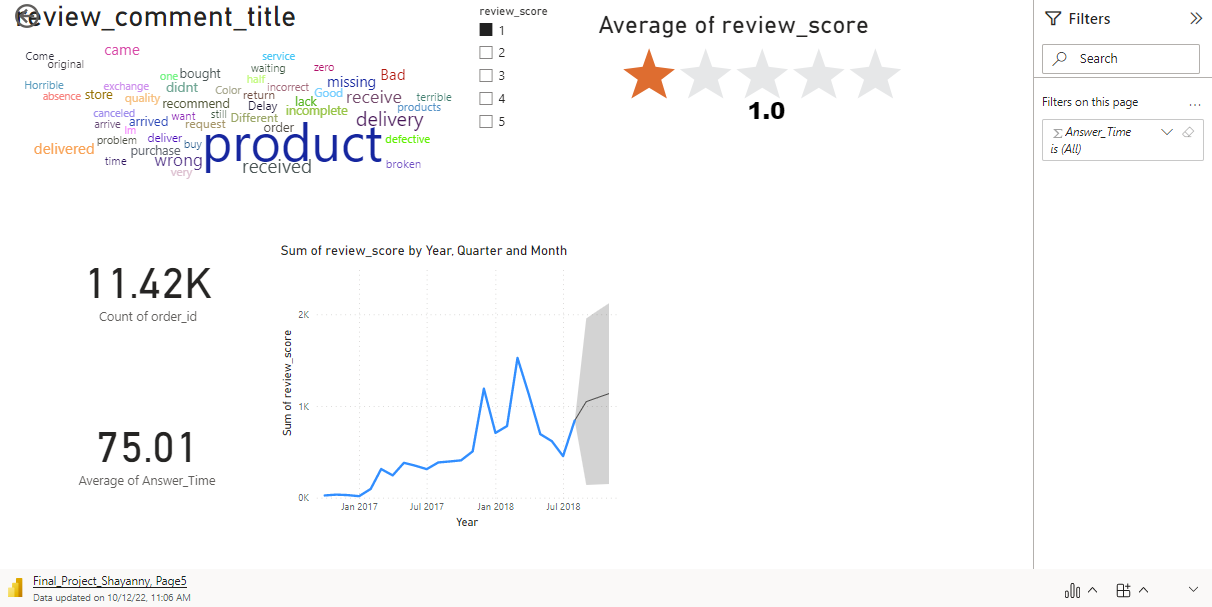 review_comment_title
came
Come
original
service
zero
waiting
one
bought
half
missing
Bad
Horrible
exchange
didnt
Color
incorrect
Good
receive
terrible
absence
store
quality
recommend
return
Delay
lack
incomplete
products
canceled
want
still
Different
delivery
arrive
arrived
Im
request
order
problem
deliver
buy
product
defective
delivered
purchase
time
wrong
received
broken
very
review_score
1
2
3
4
5
Average of review_score
1.0
11.42K
Count of order_id
75.01
Average of Answer_Time
Sum of review_score by Year, Quarter and Month
Sum of review_score
2K
1K
0K
Jan 2017 Jul 2017 Jan 2018 Jul 2018
Year
Filters
Search
Filters on this page
...
Answer_Time
is (All)
Final_Project_Shayanny, Page5
Data updated on 10/12/22, 11:06 AM